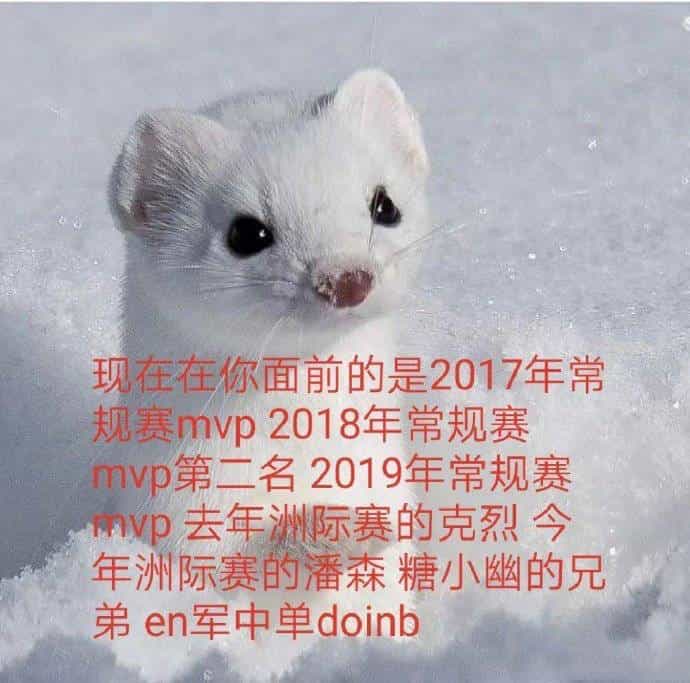 现在在你面前的是2017年常
规赛mvp 2018年常规赛
mvp第二名 2019年常规赛
mvp 去年洲际赛的克烈 今
年洲际赛的潘森 糖小幽的兄
弟 en军中单doinb